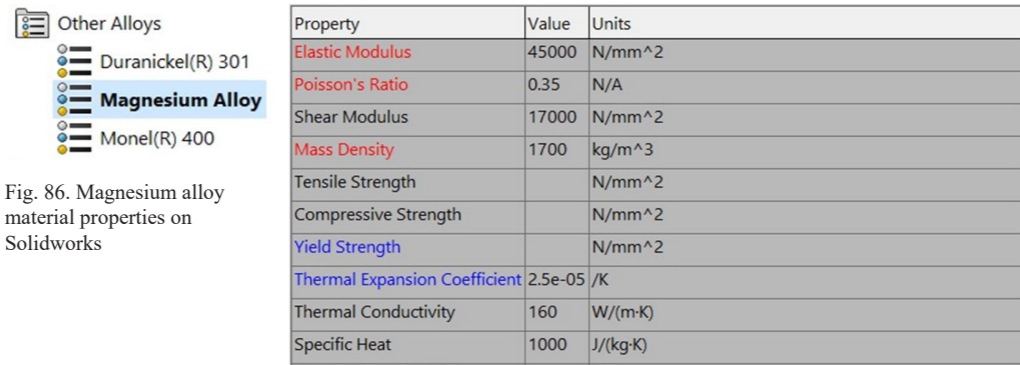 Other Alloys
Duranickel(R) 301
Magnesium Alloy
Monel(R) 400
Fig. 86. Magnesium alloy
material properties on
Solidworks
Property Value Units
Elastic Modulus 45000 N/mm^2
Poisson's Ratio 0.35 N/A
Shear Modulus 17000 N/mm^2
Mass Density 1700 kg/m^3
Tensile Strength N/mm^2
Compressive Strength N/mm^2
Yield Strength N/mm^2
Thermal Expansion Coefficient 2.5e-05 /K
Thermal Conductivity 160 W/(m·K)
Specific Heat 1000 J/(kg·K)